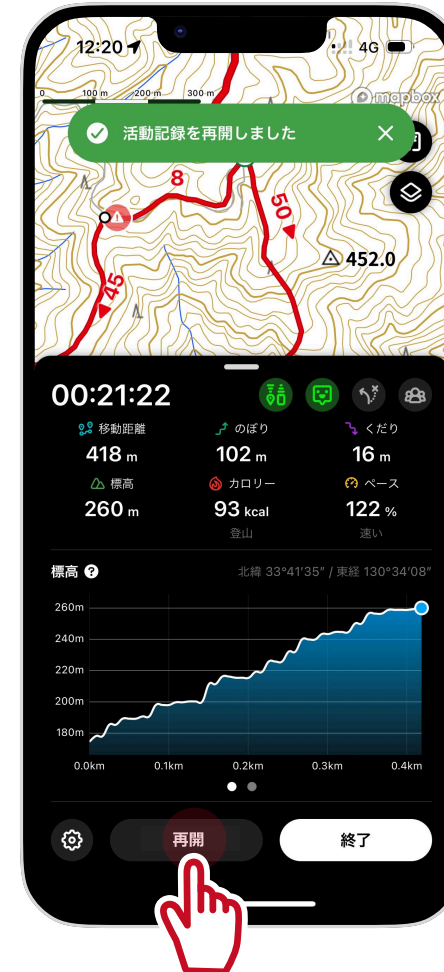 12:20
4G
0 100 m 200 m 300 m
mapbox
活動記録を再開しました
8
50
45
452.0
00:21:22
移動距離 のぼり くだり
418 m 102 m 16 m
標高 カロリー ペース
260 m 93 kcal 122 %
登山 速い
標高 ? 北緯 33°41'35" / 東経 130°34'08"
260m
240m
220m
200m
180m
0.0km 0.1km 0.2km 0.3km 0.4km
再開 終了